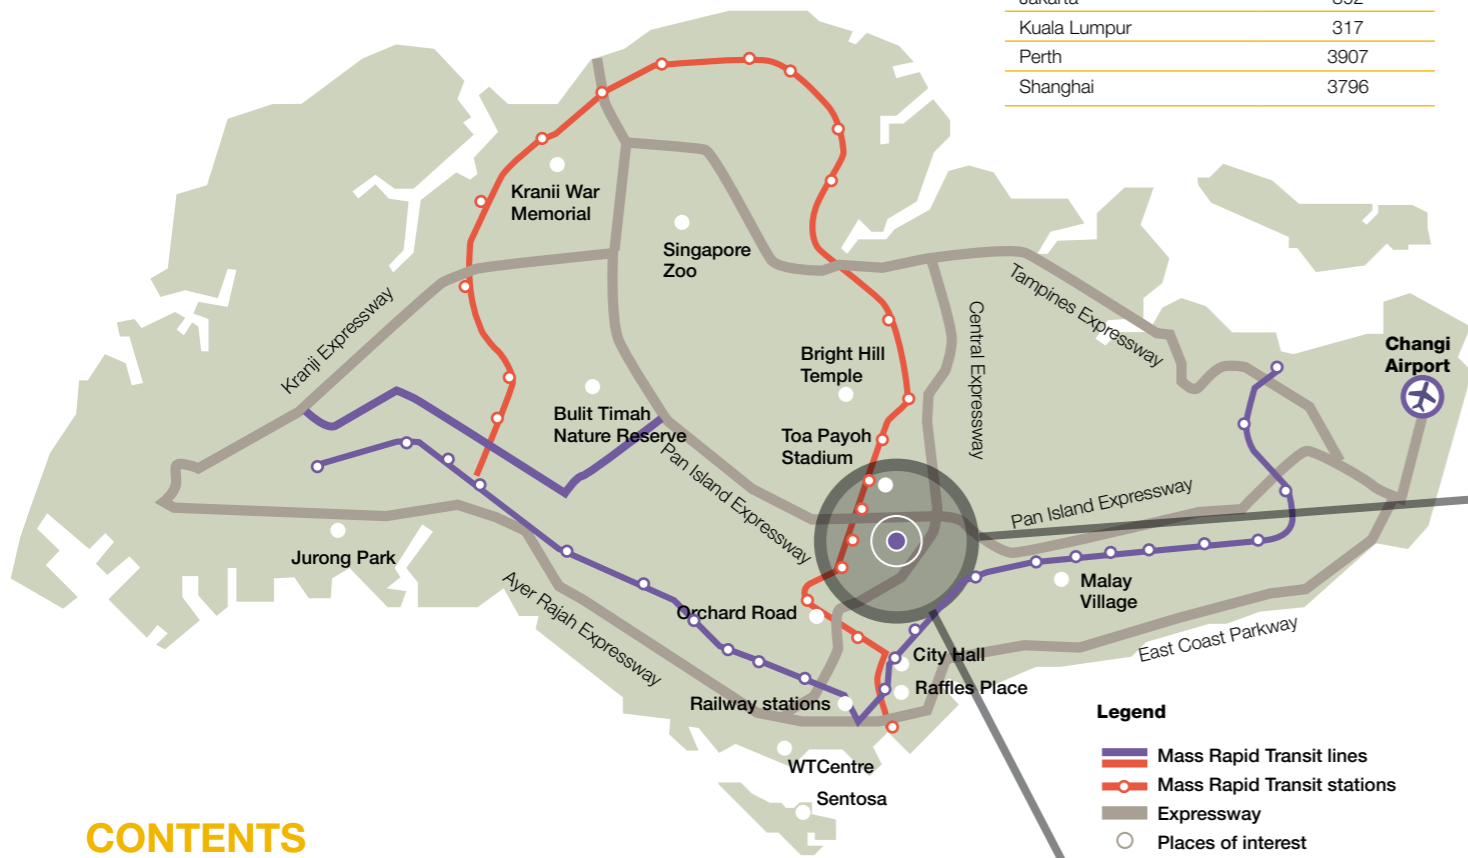 Kuala Lumpur 317
Perth 3907
Shanghai 3796
Kranii War
Memorial
Singapore
Zoo
Kranji Expressway
Tampines Expressway
Central Expressway
Changi
Airport
Bright Hill
Temple
Bulit Timah
Nature Reserve
Toa Payoh
Stadium
Pan Island Expressway
Pan Island Expressway
Jurong Park
Ayer Rajah Expressway
Orchard Road
Malay
Village
East Coast Parkway
City Hall
Raffles Place
Railway stations
WTCentre
Sentosa
Legend
Mass Rapid Transit lines
Mass Rapid Transit stations
Expressway
Places of interest
CONTENTS